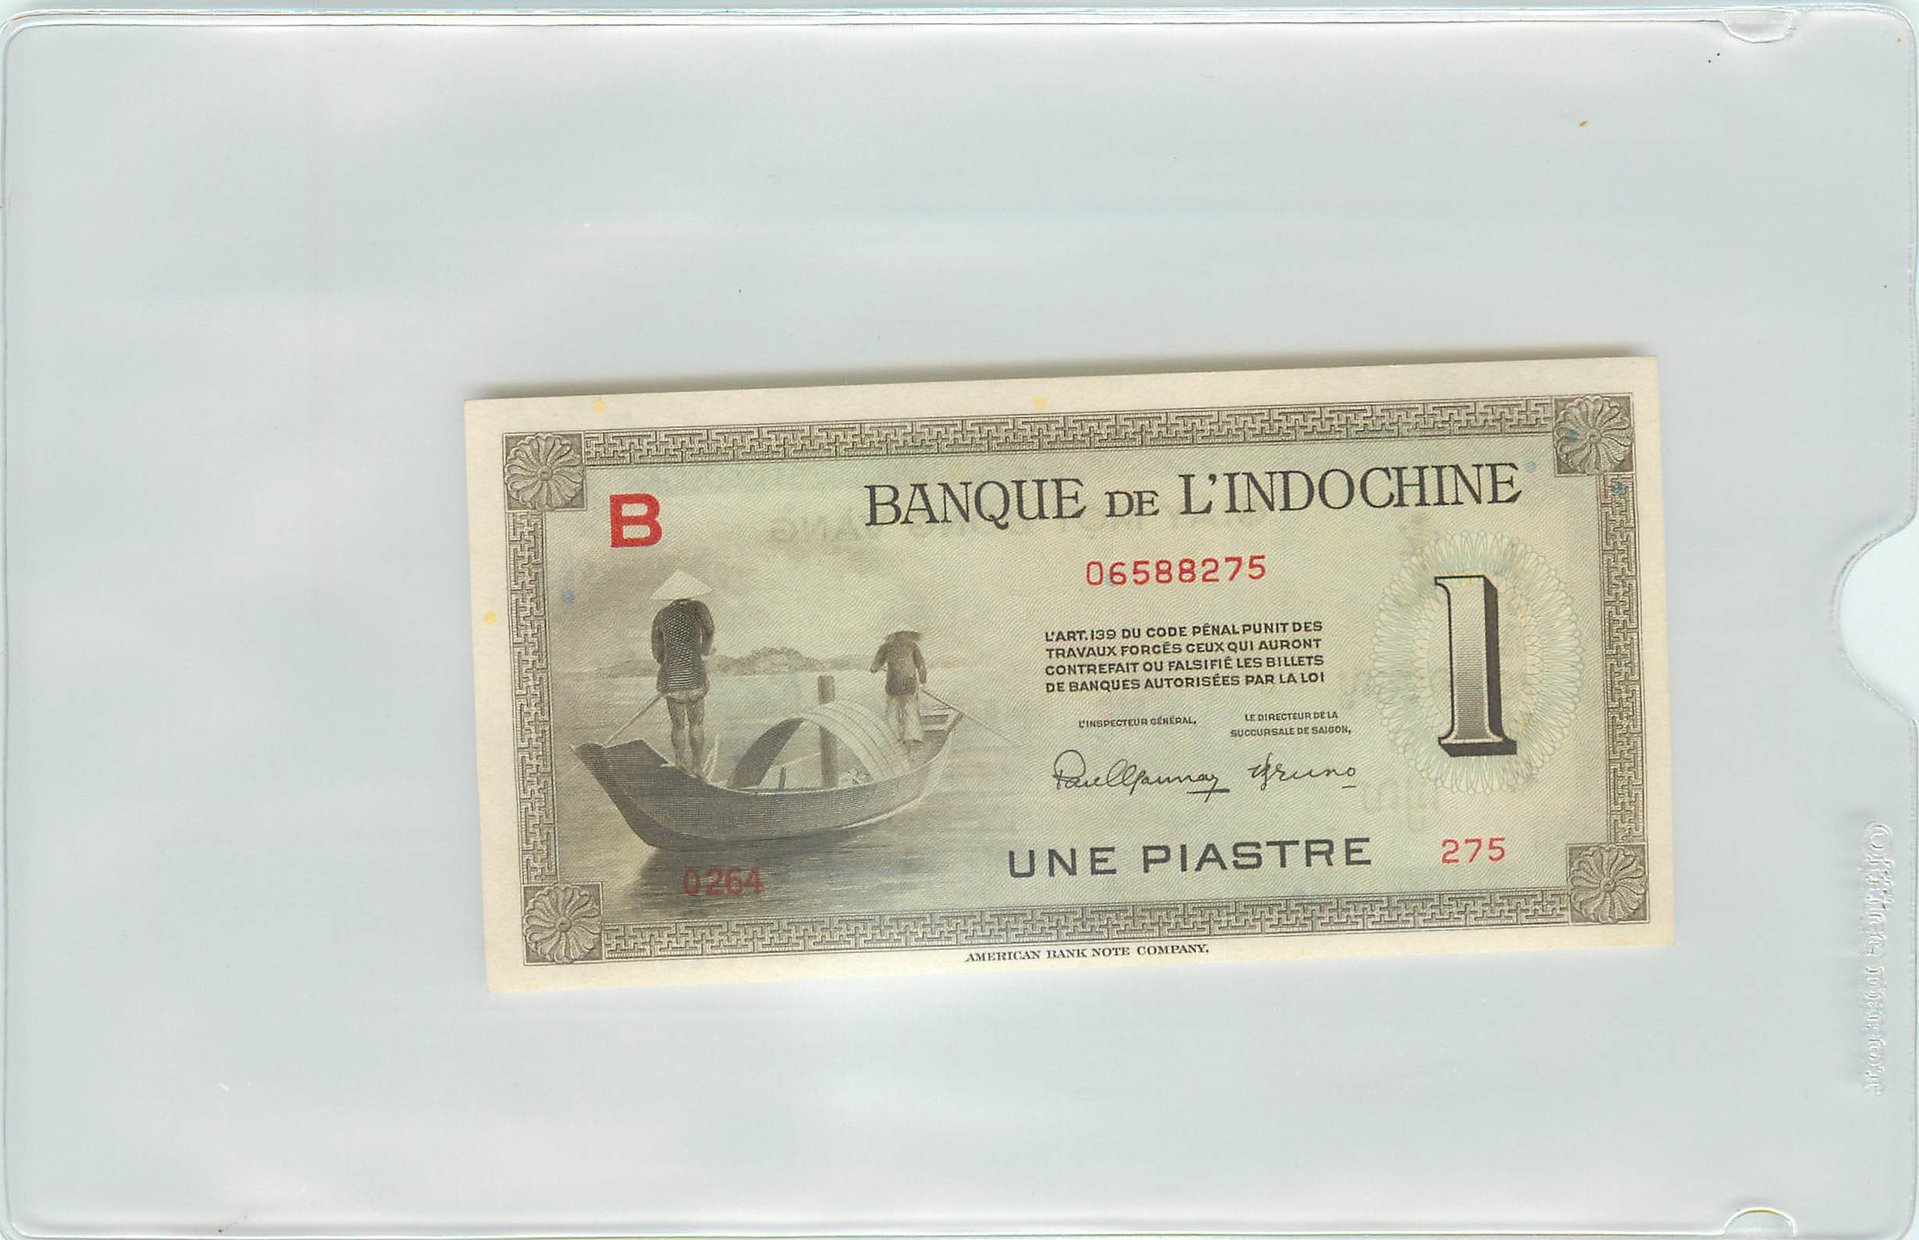 B
BANQUE DE L'INDOCHINE
06588275
1
L'ART.139 DU CODE PÉNAL PUNIT DES
TRAVAUX FORCÉS CEUX QUI AURONT
CONTREFAIT OU FALSIFIÉ LES BILLETS
DE BANQUES AUTORISÉES PAR LA LOI
L'INSPECTEUR GÉNÉRAL,
LE DIRECTEUR DE LA
SUCCURSALE DE SAIGON,
UNE PIASTRE
275
0264
AMERICAN BANK NOTE COMPANY.